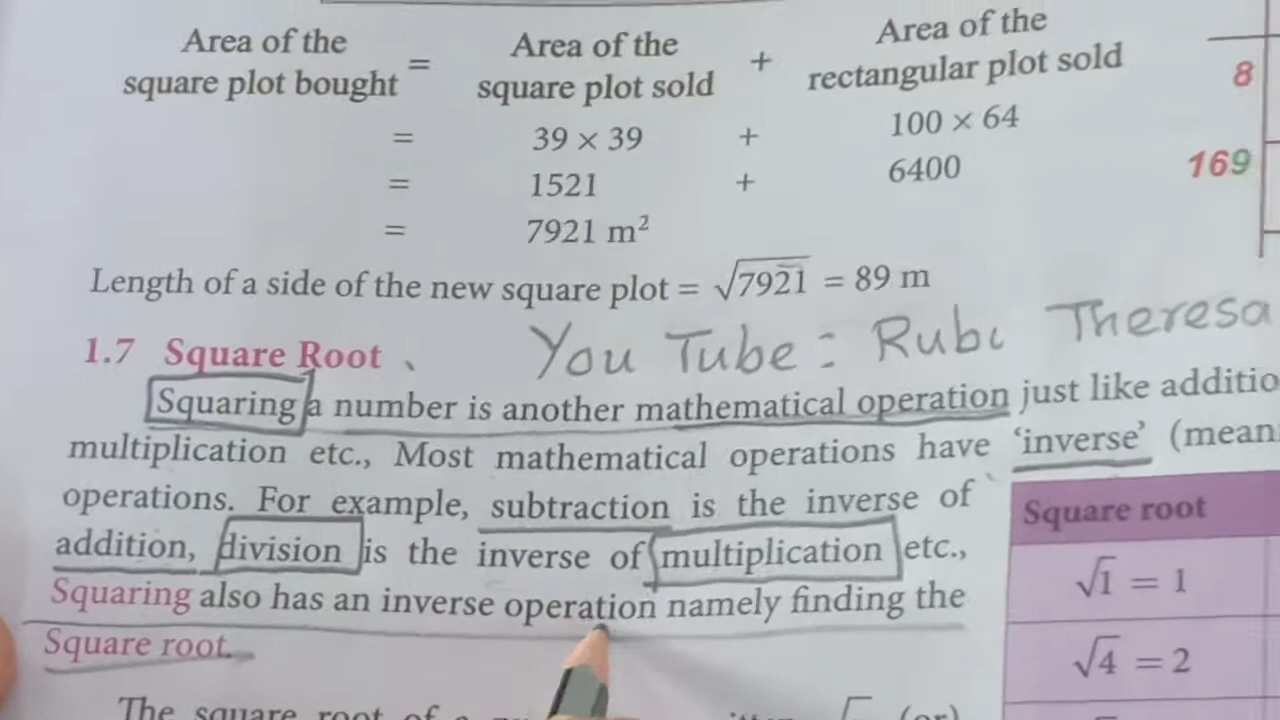 Area of the square plot bought = Area of the square plot sold + Area of the rectangular plot sold
= 39 × 39 + 100 × 64
= 1521 + 6400
= 7921 m²
8
169
Length of a side of the new square plot = √7921 = 89 m
You Tube : Rubi Theresa
1.7 Square Root
Squaring a number is another mathematical operation just like additio
multiplication etc., Most mathematical operations have ‘inverse’ (mean
operations. For example, subtraction is the inverse of
addition, division is the inverse of multiplication etc.,
Squaring also has an inverse operation namely finding the
Square root.
The square root of a
(or)
Square root
√1 = 1
√4 = 2